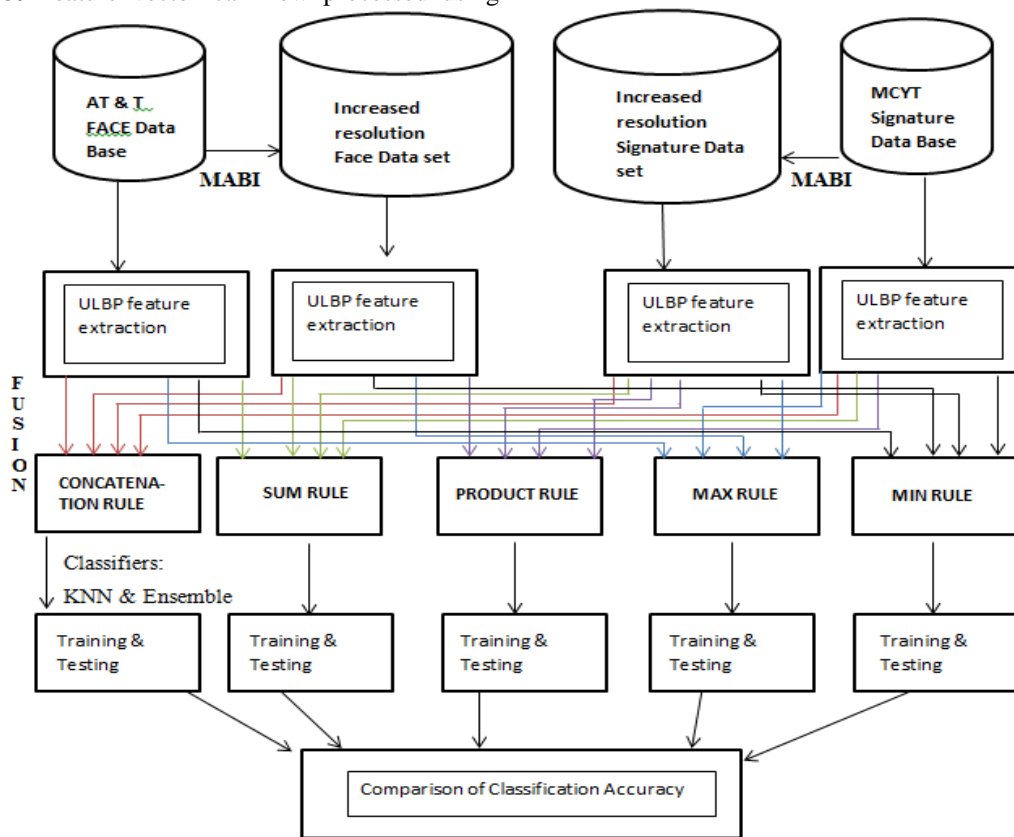 processed using
AT & T
FACE Data
Base
Increased
resolution
Face Data set
Increased
resolution
Signature Data
set
MCYT
Signature
Data Base
MABI
MABI
ULBP feature
extraction
ULBP feature
extraction
ULBP feature
extraction
ULBP feature
extraction
FUSION
CONCATENA-
TION RULE
SUM RULE
PRODUCT RULE
MAX RULE
MIN RULE
Classifiers:
KNN & Ensemble
Training &
Testing
Training &
Testing
Training &
Testing
Training &
Testing
Training &
Testing
Comparison of Classification Accuracy